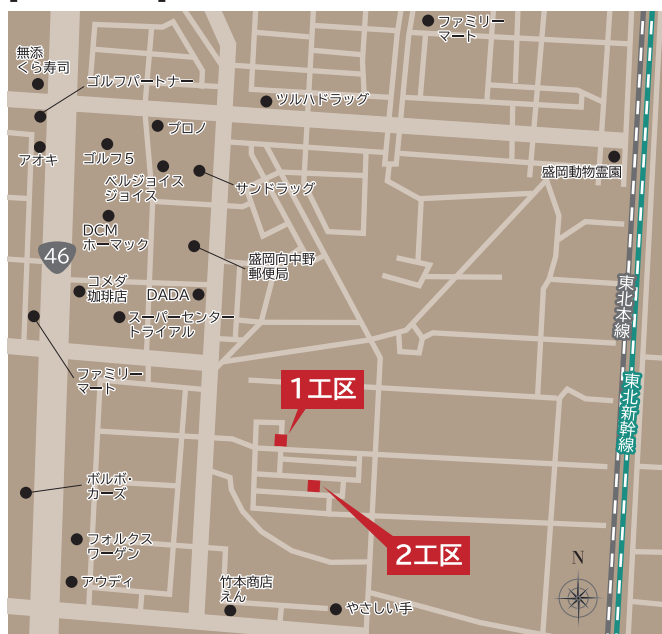 ファミリー
マート
無添
くら寿司
ゴルフパートナー
ツルハドラッグ
プロノ
アオキ
ゴルフ5
ベルジョイス
ジョイス
サンドラッグ
盛岡動物霊園
DCM
ホーマック
46
盛岡向中野
郵便局
コメダ
珈琲店
DADA
スーパーセンター
トライアル
東北本線
ファミリー
マート
1工区
東北新幹線
ボルボ・
カーズ
2工区
フォルクス
ワーゲン
N
アウディ
竹本商店
えん
やさしい手